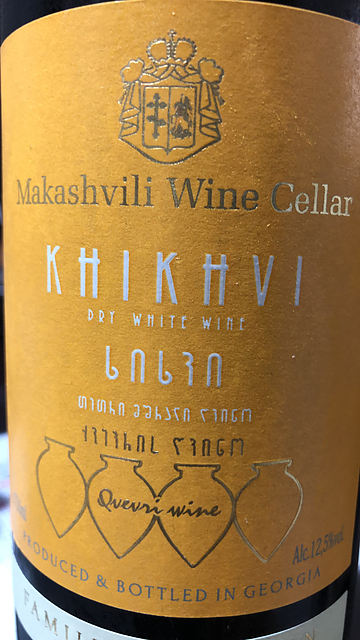 Makashvili Wine Cellar
KHIKHVI
DRY WHITE WINE
ხიხვი
თეთრი მშრალი ღვინო
ქვევრის ღვინო
Qvevri wine
Alc.12,5%vol.
PRODUCED & BOTTLED IN GEORGIA